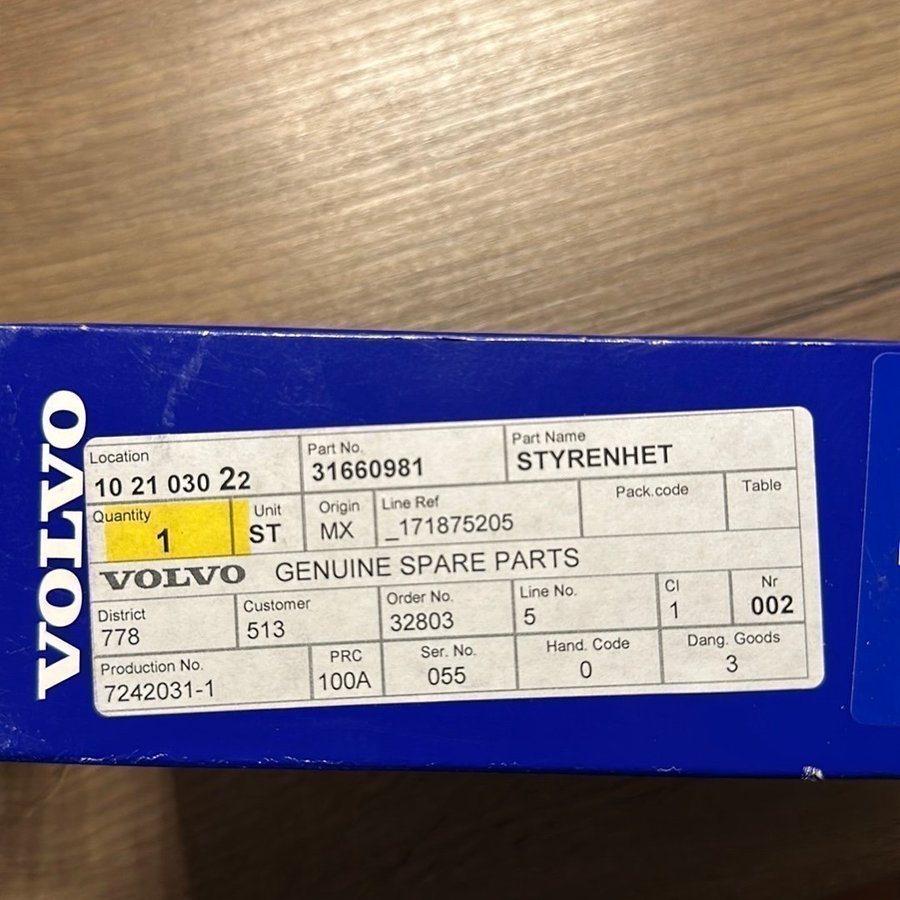 VOLVO
Location Part No. Part Name
10 21 030 22 31660981 STYRENHET
Quantity Unit Origin Line Ref Pack.code Table
1 ST MX _171875205
VOLVO GENUINE SPARE PARTS
District Customer Order No. Line No. CI Nr
778 513 32803 5 1 002
Production No. PRC Ser. No. Hand. Code Dang. Goods
7242031-1 100A 055 0 3